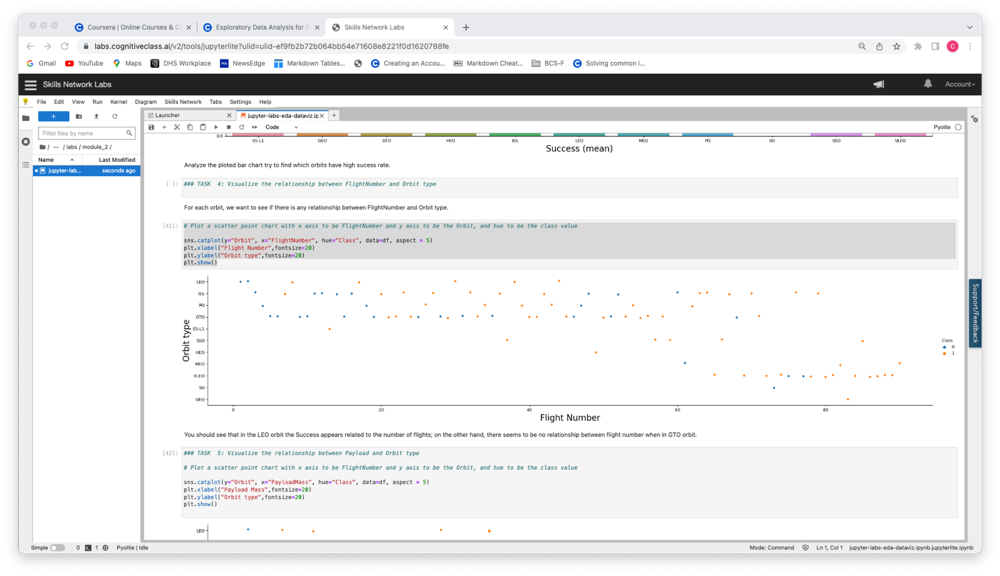 Coursera | Online Courses & C
Exploratory Data Analysis for D
Skills Network Labs
labs.cognitiveclass.ai/v2/tools/jupyterlite?ulid=ulid-ef9fb2b72b064bb54e71608e8221f0d1620788fe
C
Gmail YouTube Maps DHS Workplace NewsEdge Markdown Tables... Creating an Accou... Markdown Cheat... BCS-F Solving common i...
Skills Network Labs
Account
File Edit View Run Kernel Diagram Skills Network Tabs Settings Help
Launcher
jupyter-labs-eda-dataviz.ip
Filter files by name
Code
Pyolite
/ ... / labs / module_2 /
Name Last Modified
jupyter-lab... seconds ago
0.0
ES-L1 GEO GTO HEO ISS LEO MEO PO SO SSO VLEO
Success (mean)
Analyze the ploted bar chart try to find which orbits have high sucess rate.
[ ]: ### TASK 4: Visualize the relationship between FlightNumber and Orbit type
For each orbit, we want to see if there is any relationship between FlightNumber and Orbit type.
[41]: # Plot a scatter point chart with x axis to be FlightNumber and y axis to be the Orbit, and hue to be the class value
sns.catplot(y="Orbit", x="FlightNumber", hue="Class", data=df, aspect = 5)
plt.xlabel("Flight Number",fontsize=20)
plt.ylabel("Orbit type",fontsize=20)
plt.show()
LEO
ISS
PO
GTO
ES-L1
SSO
HEO
MEO
VLEO
SO
GEO
Orbit type
0 20 40 60 80
Flight Number
Class
0
1
Support/Feedback
You should see that in the LEO orbit the Success appears related to the number of flights; on the other hand, there seems to be no relationship between flight number when in GTO orbit.
[42]: ### TASK 5: Visualize the relationship between Payload and Orbit type
# Plot a scatter point chart with x axis to be FlightNumber and y axis to be the Orbit, and hue to be the class value
sns.catplot(y="Orbit", x="PayloadMass", hue="Class", data=df, aspect = 5)
plt.xlabel("Payload Mass",fontsize=20)
plt.ylabel("Orbit type",fontsize=20)
plt.show()
LEO
Simple 0 1 Pyolite | Idle
Mode: Command Ln 1, Col 1 jupyter-labs-eda-dataviz.ipynb.jupyterlite.ipynb